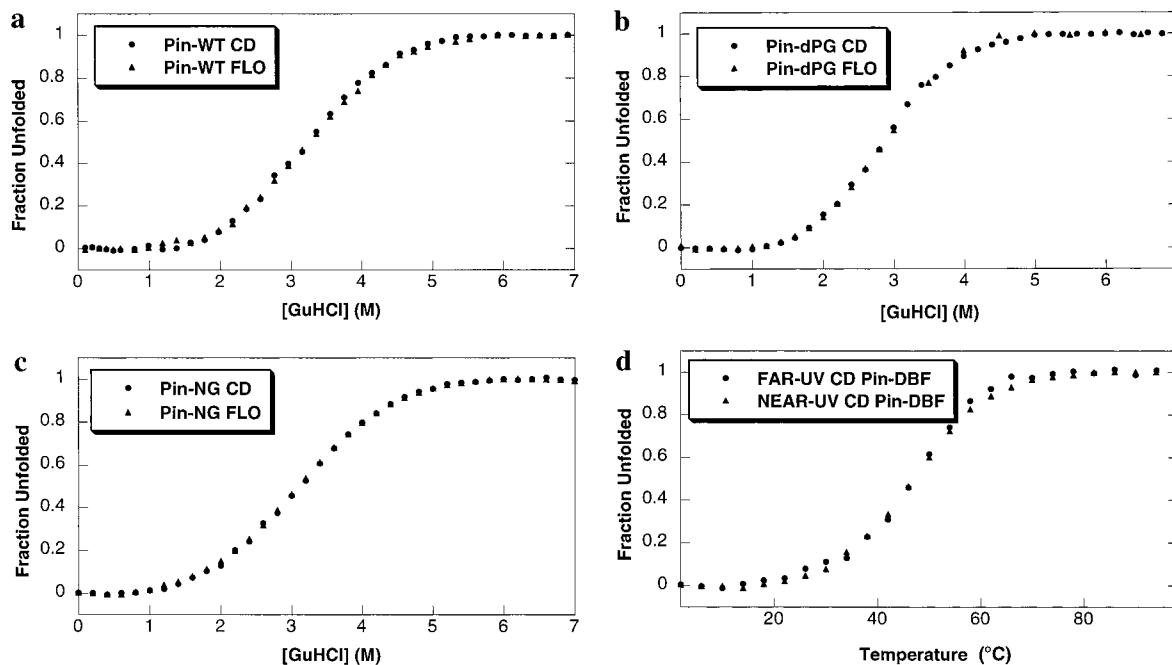 a
Pin-WT CD
Pin-WT FLO
Fraction Unfolded
1
0.8
0.6
0.4
0.2
0
0 1 2 3 4 5 6 7
[GuHCl] (M)
b
Pin-dPG CD
Pin-dPG FLO
Fraction Unfolded
1
0.8
0.6
0.4
0.2
0
0 1 2 3 4 5 6
[GuHCl] (M)
c
Pin-NG CD
Pin-NG FLO
Fraction Unfolded
1
0.8
0.6
0.4
0.2
0
0 1 2 3 4 5 6 7
[GuHCl] (M)
d
FAR-UV CD Pin-DBF
NEAR-UV CD Pin-DBF
Fraction Unfolded
1
0.8
0.6
0.4
0.2
0
20 40 60 80
Temperature (°C)